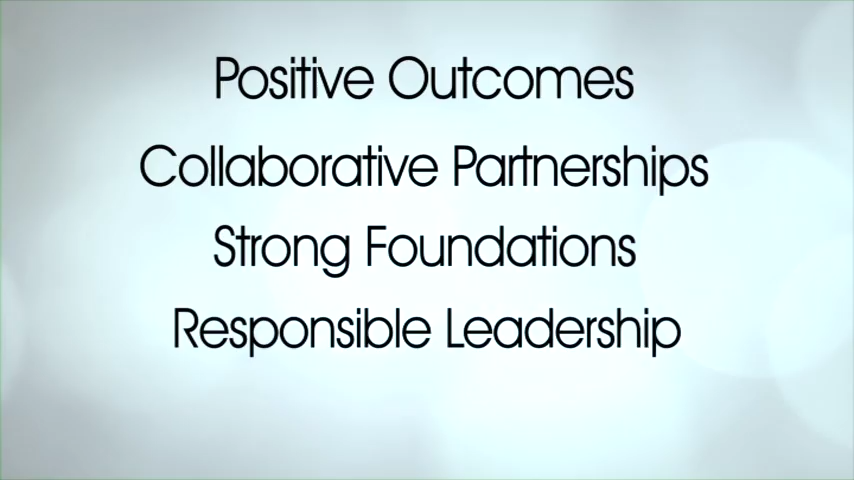 Positive Outcomes
Collaborative Partnerships
Strong Foundations
Responsible Leadership